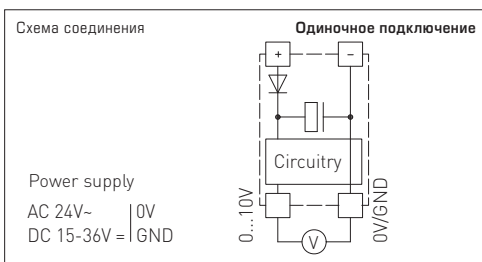 Схема соединения
Одиночное подключение
+ −
Circuitry
Power supply
AC 24V~ 0V
DC 15-36V = GND
0...10V
0V/GND
V